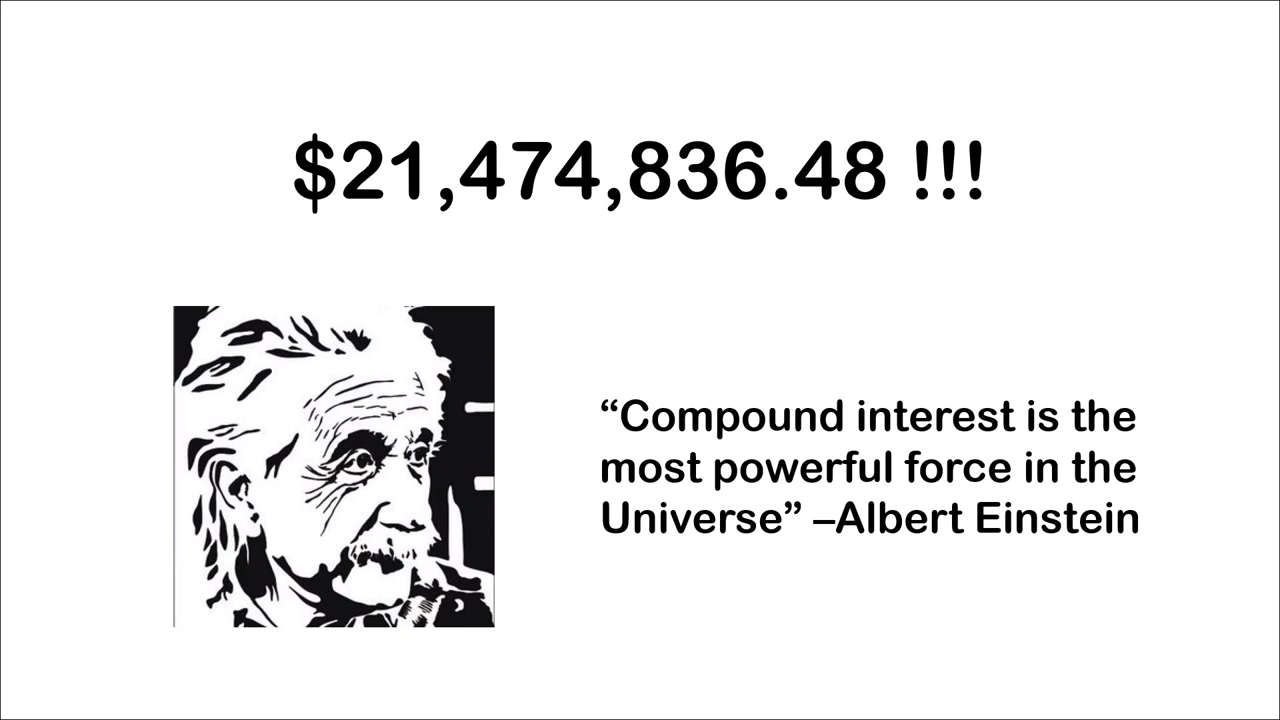 $21,474,836.48 !!!
“Compound interest is the
most powerful force in the
Universe” –Albert Einstein